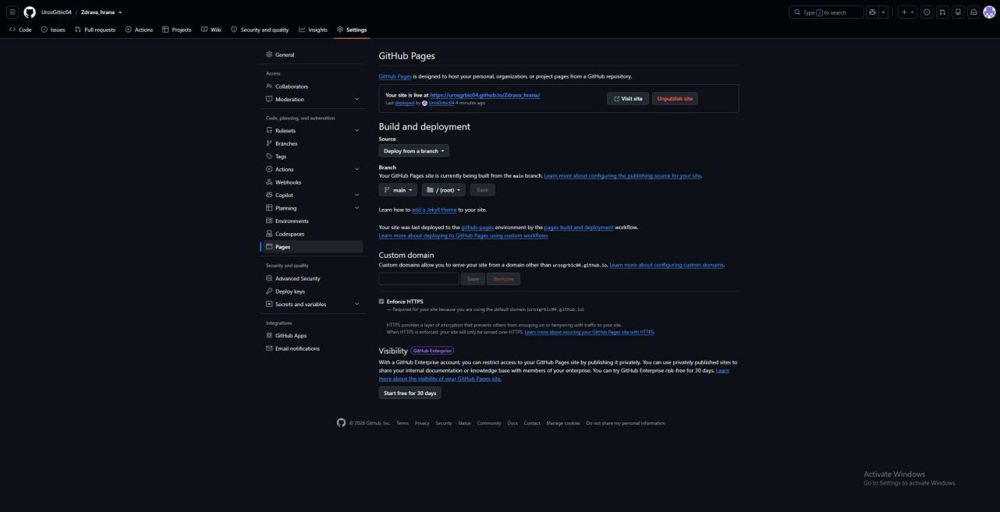 UrosGrbic04 / Zdrava_hrana
Type / to search
Code Issues Pull requests Actions Projects Wiki Security and quality Insights Settings
General
Access
Collaborators
Moderation
Code, planning, and automation
Rulesets
Branches
Tags
Actions
Webhooks
Copilot
Planning
Environments
Codespaces
Pages
Security and quality
Advanced Security
Deploy keys
Secrets and variables
Integrations
GitHub Apps
Email notifications
GitHub Pages
GitHub Pages is designed to host your personal, organization, or project pages from a GitHub repository.
Your site is live at https://urosgrbic04.github.io/Zdrava_hrana/
Last deployed by UrosGrbic04 4 minutes ago
Visit site
Unpublish site
Build and deployment
Source
Deploy from a branch
Branch
Your GitHub Pages site is currently being built from the main branch. Learn more about configuring the publishing source for your site.
main / (root) Save
Learn how to add a Jekyll theme to your site.
Your site was last deployed to the github-pages environment by the pages build and deployment workflow.
Learn more about deploying to GitHub Pages using custom workflows
Custom domain
Custom domains allow you to serve your site from a domain other than urosgrbic04.github.io. Learn more about configuring custom domains.
Save Remove
Enforce HTTPS
— Required for your site because you are using the default domain (urosgrbic04.github.io)
HTTPS provides a layer of encryption that prevents others from snooping on or tampering with traffic to your site.
When HTTPS is enforced, your site will only be served over HTTPS. Learn more about securing your GitHub Pages site with HTTPS.
Visibility GitHub Enterprise
With a GitHub Enterprise account, you can restrict access to your GitHub Pages site by publishing it privately. You can use privately published sites to
share your internal documentation or knowledge base with members of your enterprise. You can try GitHub Enterprise risk-free for 30 days. Learn
more about the visibility of your GitHub Pages site.
Start free for 30 days
© 2026 GitHub, Inc. Terms Privacy Security Status Community Docs Contact Manage cookies Do not share my personal information
Activate Windows
Go to Settings to activate Windows.